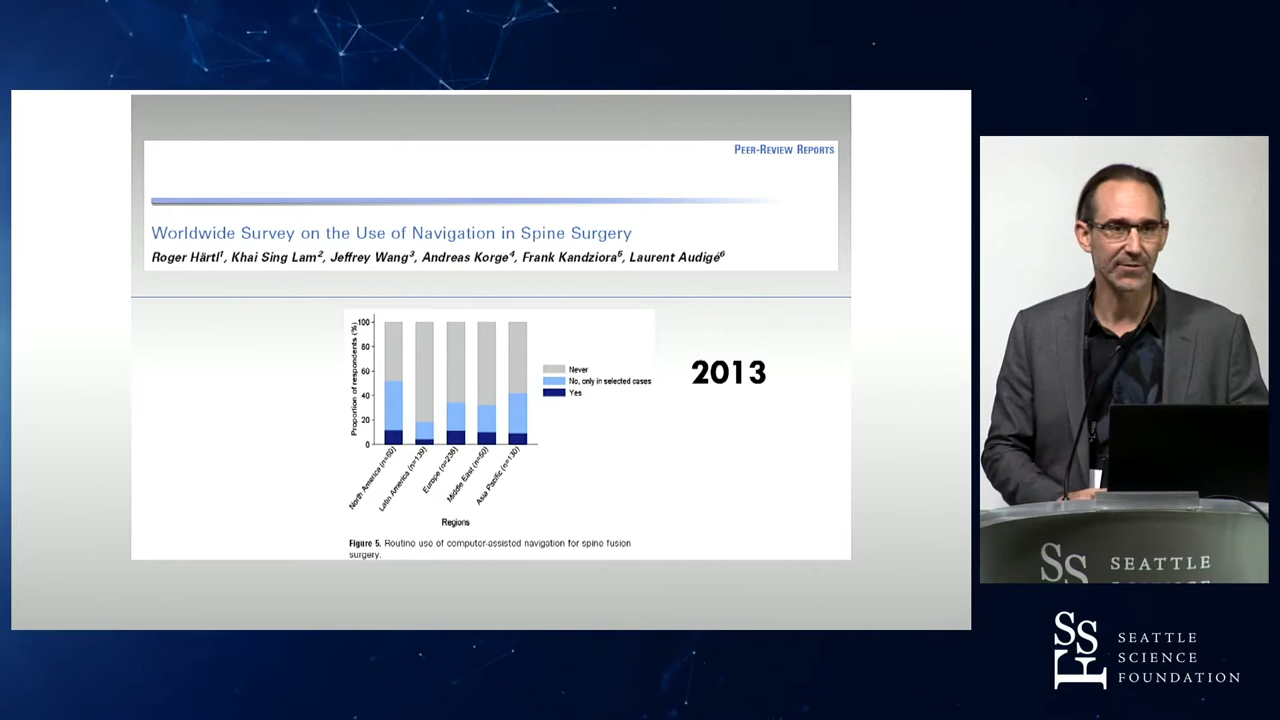 PEER-REVIEW REPORTS
Worldwide Survey on the Use of Navigation in Spine Surgery
Roger Härtl¹, Khai Sing Lam², Jeffrey Wang³, Andreas Korge⁴, Frank Kandziora⁵, Laurent Audigé⁶
Proportion of respondents (%)
100
80
60
40
20
0
North America (n=80)
Latin America (n=139)
Europe (n=236)
Middle East (n=50)
Asia Pacific (n=130)
Regions
Never
No, only in selected cases
Yes
2013
Figure 5. Routine use of computer-assisted navigation for spine fusion
surgery.
SSF
SEATTLE
SSF
SEATTLE
SCIENCE
FOUNDATION